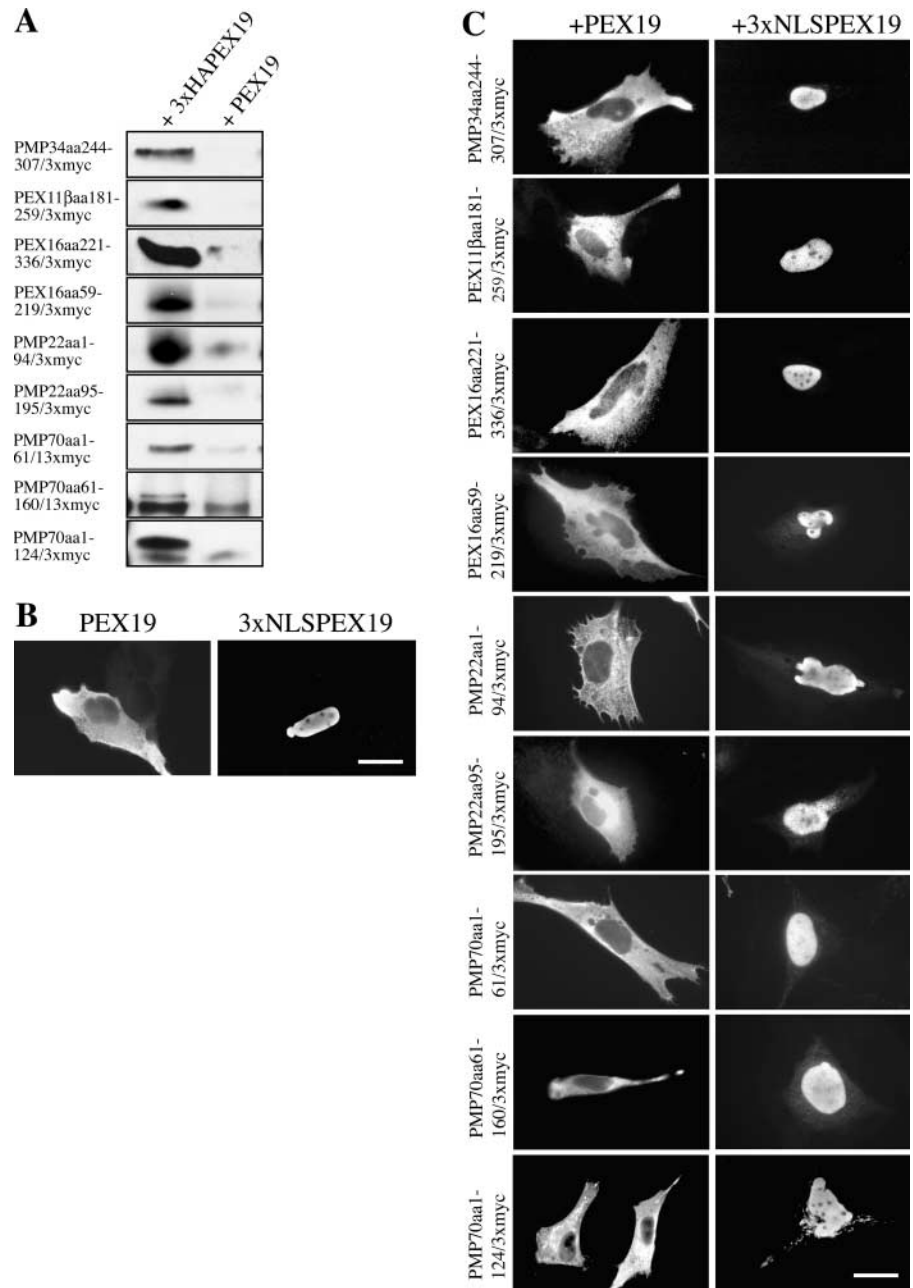 A
+ 3xHAPEX19
+ PEX19
PMP34aa244-
307/3xmyc
PEX11βaa181-
259/3xmyc
PEX16aa221-
336/3xmyc
PEX16aa59-
219/3xmyc
PMP22aa1-
94/3xmyc
PMP22aa95-
195/3xmyc
PMP70aa1-
61/13xmyc
PMP70aa61-
160/13xmyc
PMP70aa1-
124/3xmyc
B
PEX19
3xNLSPEX19
C
+PEX19
+3xNLSPEX19
PMP34aa244-
307/3xmyc
PEX11βaa181-
259/3xmyc
PEX16aa221-
336/3xmyc
PEX16aa59-
219/3xmyc
PMP22aa1-
94/3xmyc
PMP22aa95-
195/3xmyc
PMP70aa1-
61/3xmyc
PMP70aa61-
160/3xmyc
PMP70aa1-
124/3xmyc